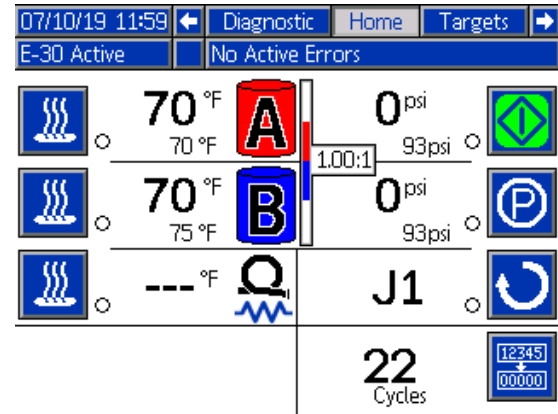 07/10/19 11:59 Diagnostic Home Targets
E-30 Active No Active Errors
70 °F A 0 psi
70 °F 93psi
1.00:1
70 °F B 0 psi
75 °F 93psi
P
--- °F J1
22
Cycles
12345
00000